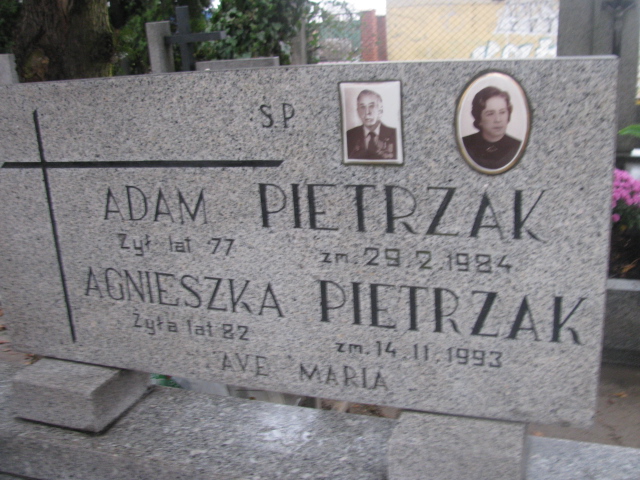 Ś.P.
ADAM PIETRZAK
Żył lat 77 zm. 29.2.1984
AGNIESZKA PIETRZAK
Żyła lat 82 zm. 14.11.1993
AVE MARIA